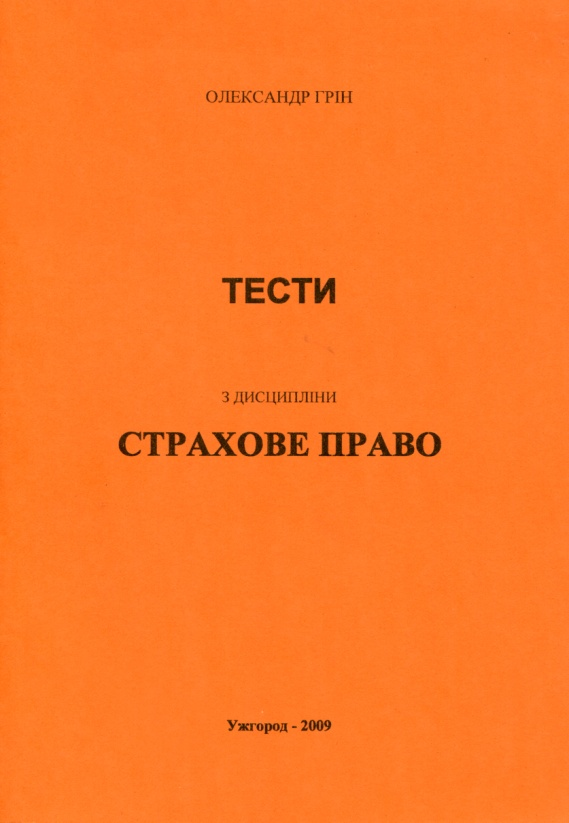 ОЛЕКСАНДР ГРІН
ТЕСТИ
З ДИСЦИПЛІНИ
СТРАХОВЕ ПРАВО
Ужгород - 2009